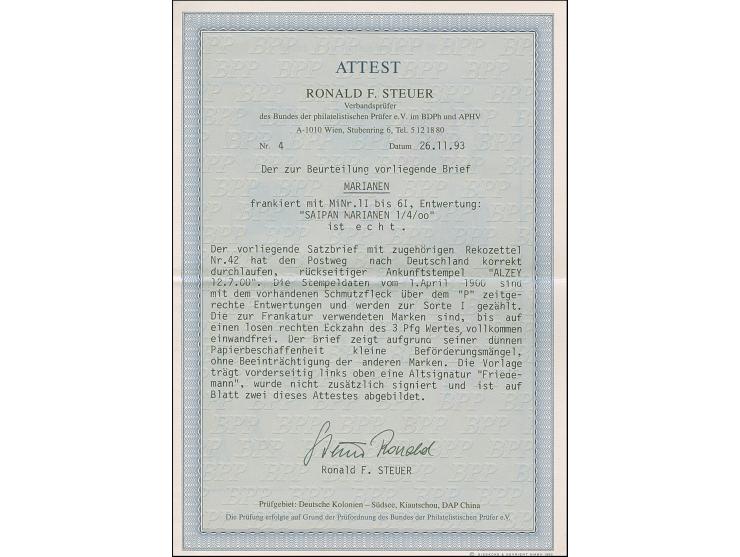 ATTEST
RONALD F. STEUER
Verbandsprüfer
des Bundes der philatelistischen Prüfer e.V. im BDPh und APHV
A-1010 Wien, Stubenring 6, Tel. 5 12 18 80
Nr. 4 Datum 26.11.93
Der zur Beurteilung vorliegende Brief
MARIANEN
frankiert mit MiNr.1I bis 6I, Entwertung:
"SAIPAN MARIANEN 1/4/oo"
ist e c h t .
Der vorliegende Satzbrief mit zugehörigen Rekozettel
Nr.42 hat den Postweg nach Deutschland korrekt
durchlaufen, rückseitiger Ankunftstempel "ALZEY
12.7.00". Die Stempeldaten vom 1.April 1900 sind
mit dem vorhandenen Schmutzfleck über dem "P" zeitge-
rechte Entwertungen und werden zur Sorte I gezählt.
Die zur Frankatur verwendeten Marken sind, bis auf
einen losen rechten Eckzahn des 3 Pfg Wertes, vollkommen
einwandfrei. Der Brief zeigt aufgrund seiner dünnen
Papierbeschaffenheit kleine Beförderungsmängel,
ohne Beeinträchtigung der anderen Marken. Die Vorlage
trägt vorderseitig links oben eine Altsignatur "Friede-
mann", wurde nicht zusätzlich signiert und ist auf
Blatt zwei dieses Attestes abgebildet.
Steuer Ronald
Ronald F. STEUER
Prüfgebiet: Deutsche Kolonien – Südsee, Kiautschou, DAP China
Die Prüfung erfolgte auf Grund der Prüfordnung des Bundes der Philatelistischen Prüfer e.V.